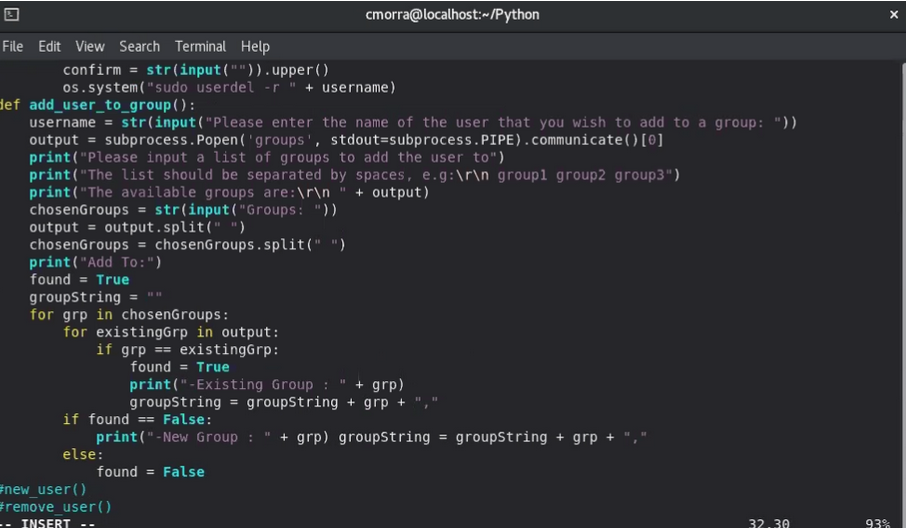 cmorra@localhost:~/Python
×
File Edit View Search Terminal Help
        confirm = str(input("")).upper()
        os.system("sudo userdel -r " + username)
def add_user_to_group():
    username = str(input("Please enter the name of the user that you wish to add to a group: "))
    output = subprocess.Popen('groups', stdout=subprocess.PIPE).communicate()[0]
    print("Please input a list of groups to add the user to")
    print("The list should be separated by spaces, e.g:\r\n group1 group2 group3")
    print("The available groups are:\r\n " + output)
    chosenGroups = str(input("Groups: "))
    output = output.split(" ")
    chosenGroups = chosenGroups.split(" ")
    print("Add To:")
    found = True
    groupString = ""
    for grp in chosenGroups:
        for existingGrp in output:
            if grp == existingGrp:
                found = True
                print("-Existing Group : " + grp)
                groupString = groupString + grp + ","
        if found == False:
            print("-New Group : " + grp) groupString = groupString + grp + ","
        else:
            found = False
#new_user()
#remove_user()
-- INSERT -- 32,30 93%